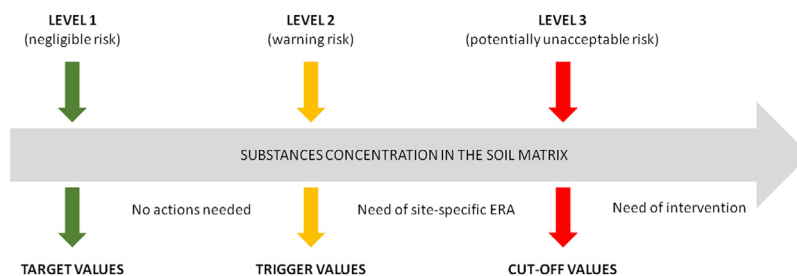 LEVEL 1
(negligible risk)
LEVEL 2
(warning risk)
LEVEL 3
(potentially unacceptable risk)
SUBSTANCES CONCENTRATION IN THE SOIL MATRIX
No actions needed
Need of site-specific ERA
Need of intervention
TARGET VALUES
TRIGGER VALUES
CUT-OFF VALUES